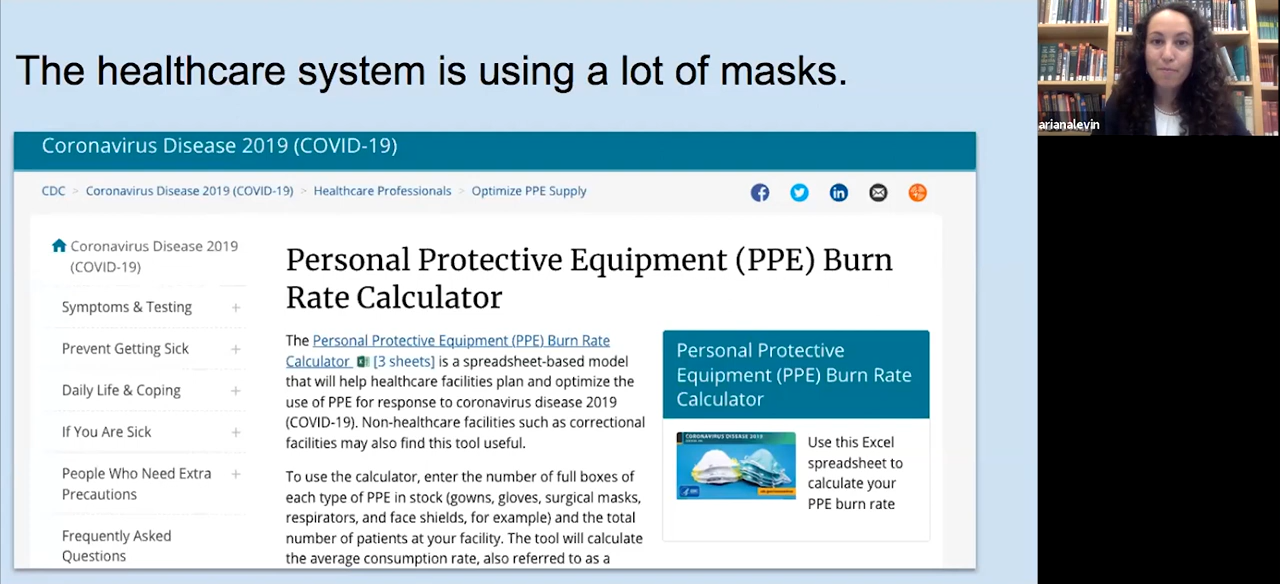 The healthcare system is using a lot of masks.
arianalevin
Coronavirus Disease 2019 (COVID-19)
CDC > Coronavirus Disease 2019 (COVID-19) > Healthcare Professionals > Optimize PPE Supply
Coronavirus Disease 2019
(COVID-19)
Symptoms & Testing +
Prevent Getting Sick +
Daily Life & Coping +
If You Are Sick +
People Who Need Extra +
Precautions
Frequently Asked
Questions
Personal Protective Equipment (PPE) Burn
Rate Calculator
The Personal Protective Equipment (PPE) Burn Rate
Calculator [3 sheets] is a spreadsheet-based model
that will help healthcare facilities plan and optimize the
use of PPE for response to coronavirus disease 2019
(COVID-19). Non-healthcare facilities such as correctional
facilities may also find this tool useful.
To use the calculator, enter the number of full boxes of
each type of PPE in stock (gowns, gloves, surgical masks,
respirators, and face shields, for example) and the total
number of patients at your facility. The tool will calculate
the average consumption rate, also referred to as a
Personal Protective
Equipment (PPE) Burn Rate
Calculator
CORONAVIRUS DISEASE 2019
Use this Excel
spreadsheet to
calculate your
PPE burn rate